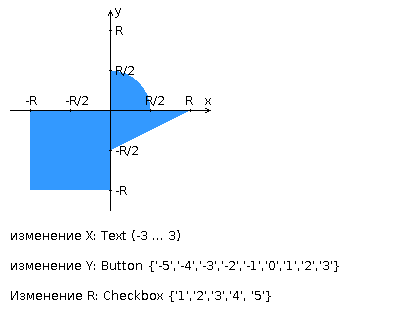 y
R
R/2
-R
-R/2
R/2
R
x
-R/2
-R
изменение X: Text (-3 ... 3)
изменение Y: Button {'-5','-4','-3','-2','-1','0','1','2','3'}
Изменение R: Checkbox {'1','2','3','4', '5'}